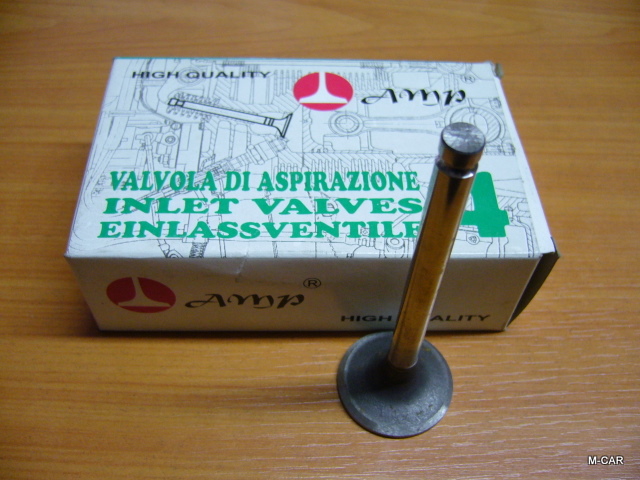 HIGH QUALITY
AMP ®
VALVOLA DI ASPIRAZIONE
INLET VALVES
EINLASSVENTILE
4
AMP ®
HIGH QUALITY
M-CAR